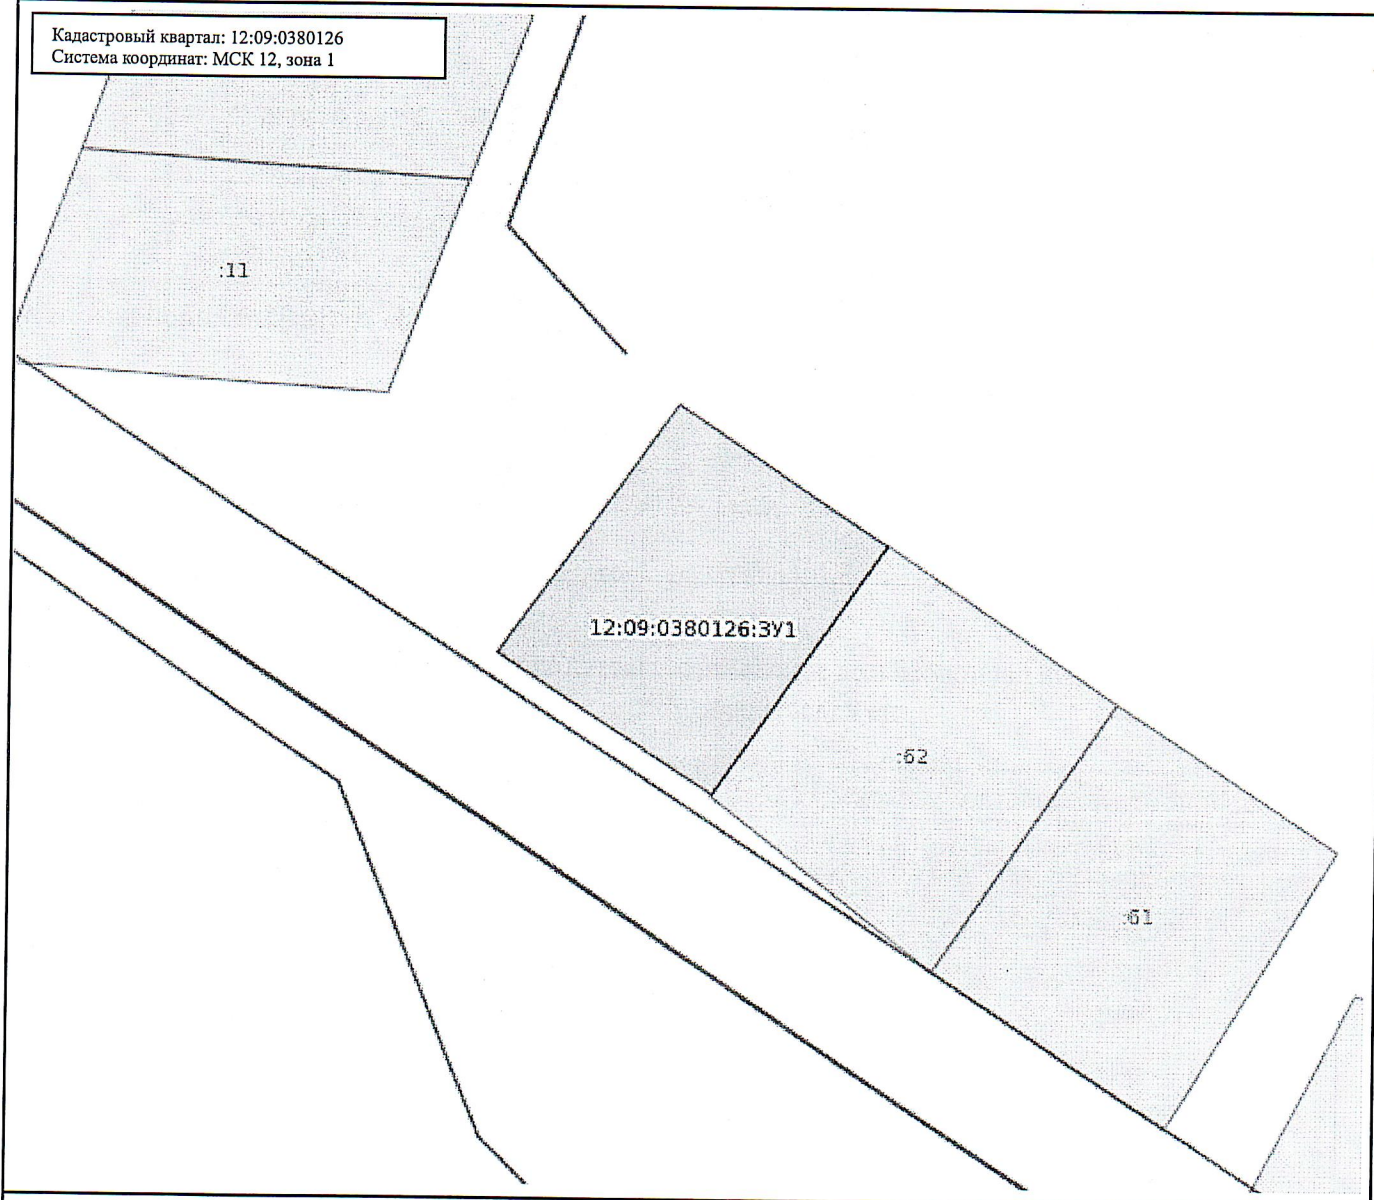 Кадастровый квартал: 12:09:0380126
Система координат: МСК 12, зона 1
:11
12:09:0380126:ЗУ1
:62
:61